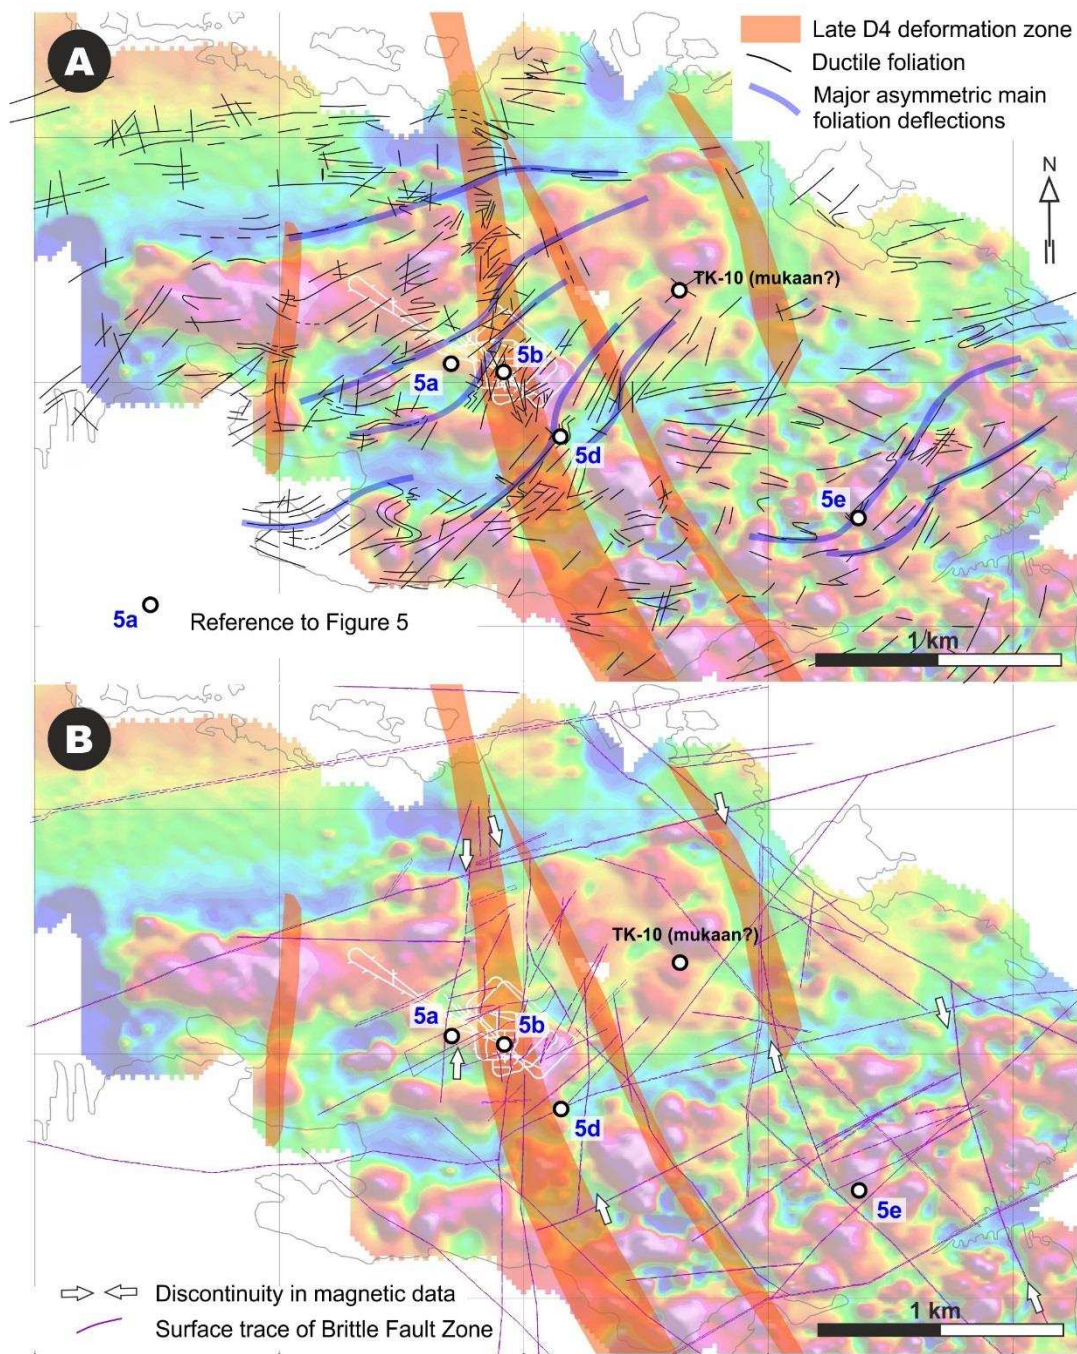 A
Late D4 deformation zone
Ductile foliation
Major asymmetric main
foliation deflections
N
TK-10 (mukaan?)
5b
5a
5d
5e
5a
Reference to Figure 5
1 km
B
TK-10 (mukaan?)
5a
5b
5d
5e
Discontinuity in magnetic data
Surface trace of Brittle Fault Zone
1 km